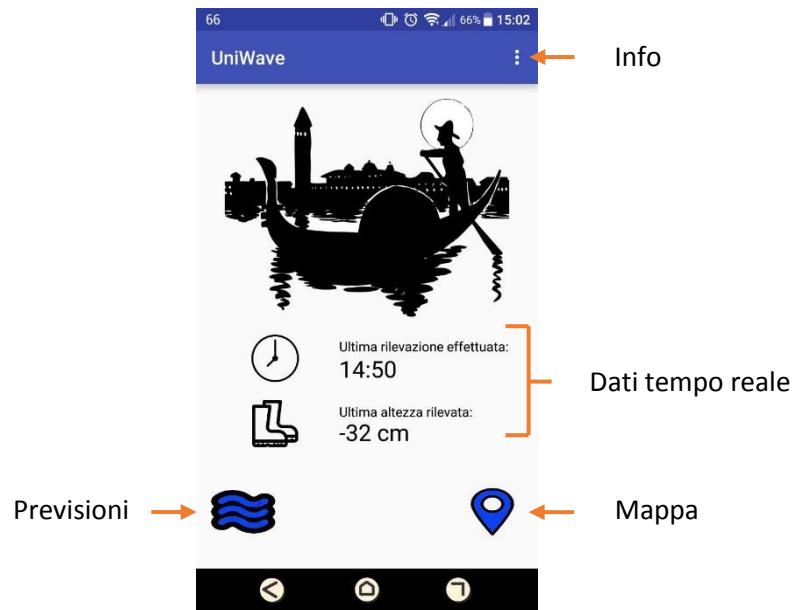 66
66% 15:02
UniWave
Info
Ultima rilevazione effettuata:
14:50
Dati tempo reale
Ultima altezza rilevata:
-32 cm
Previsioni
Mappa